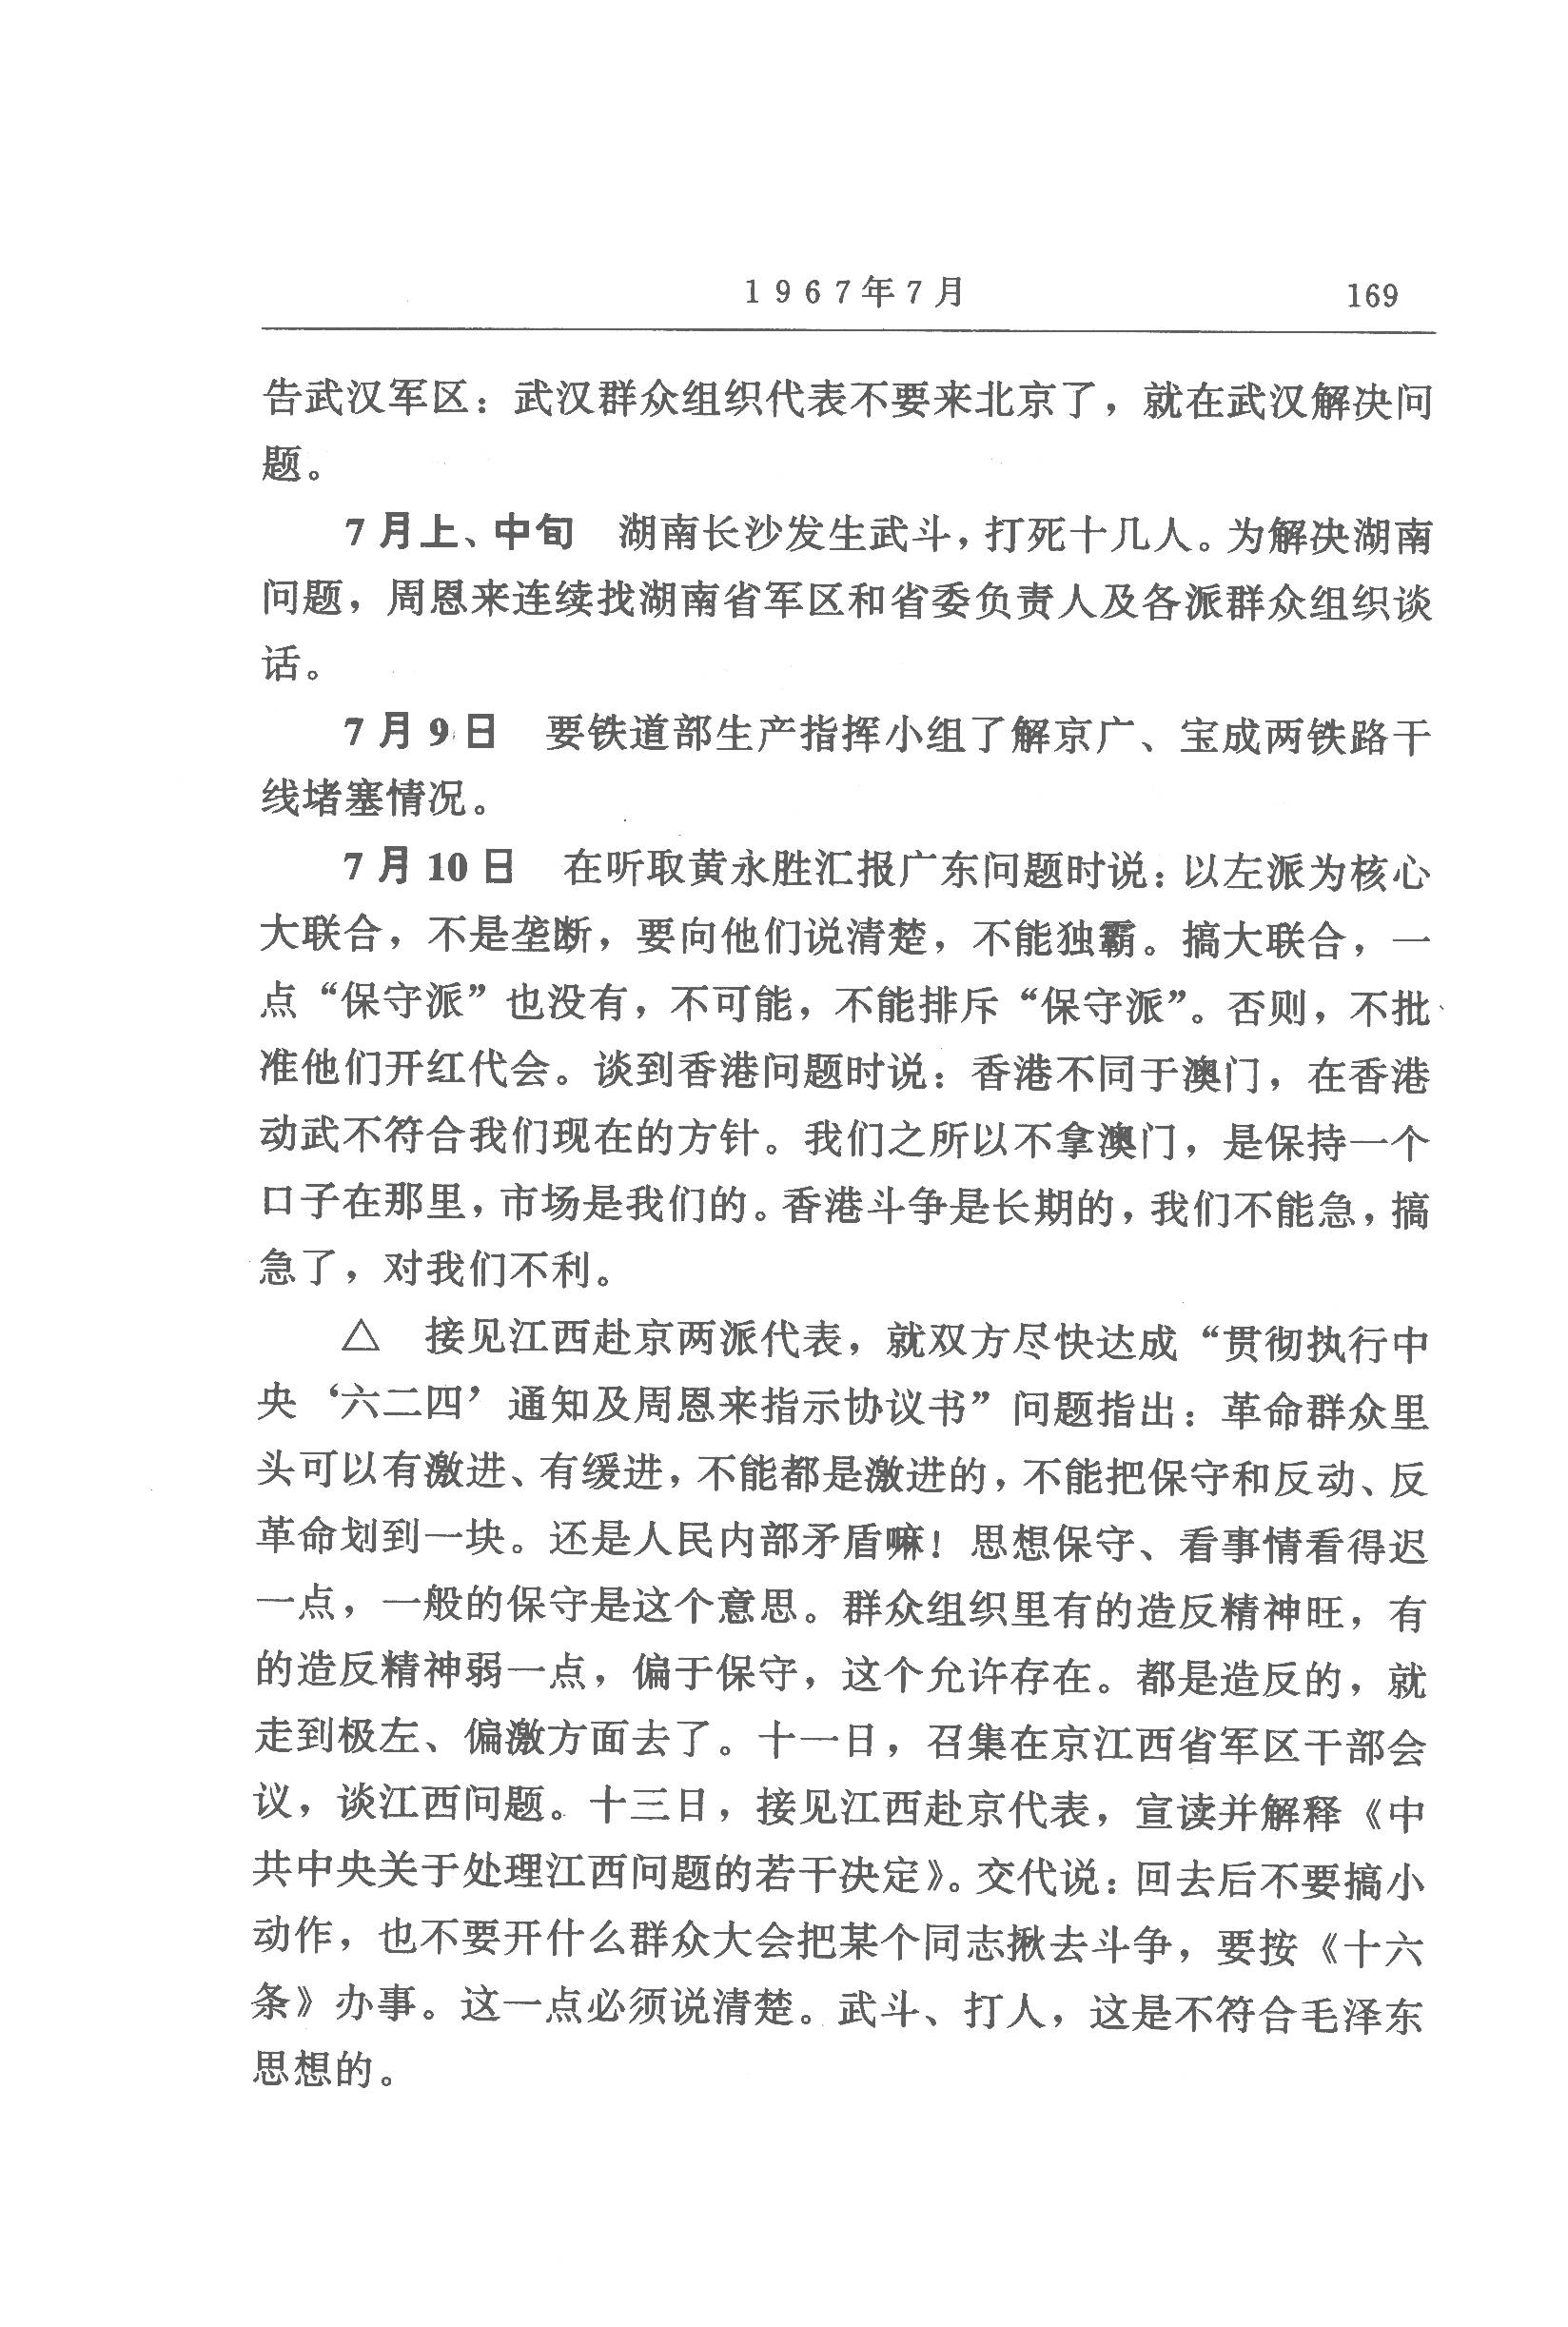 1967年7月 169
告武汉军区：武汉群众组织代表不要来北京了，就在武汉解决问
题。
7月上、中旬 湖南长沙发生武斗，打死十几人。为解决湖南
问题，周恩来连续找湖南省军区和省委负责人及各派群众组织谈
话。
7月9日 要铁道部生产指挥小组了解京广、宝成两铁路干
线堵塞情况。
7月10日 在听取黄永胜汇报广东问题时说：以左派为核心
大联合，不是垄断，要向他们说清楚，不能独霸。搞大联合，一
点“保守派”也没有，不可能，不能排斥“保守派”。否则，不批
准他们开红代会。谈到香港问题时说：香港不同于澳门，在香港
动武不符合我们现在的方针。我们之所以不拿澳门，是保持一个
口子在那里，市场是我们的。香港斗争是长期的，我们不能急，搞
急了，对我们不利。
△ 接见江西赴京两派代表，就双方尽快达成“贯彻执行中
央‘六二四’通知及周恩来指示协议书”问题指出：革命群众里
头可以有激进、有缓进，不能都是激进的，不能把保守和反动、反
革命划到一块。还是人民内部矛盾嘛！思想保守、看事情看得迟
一点，一般的保守是这个意思。群众组织里有的造反精神旺，有
的造反精神弱一点，偏于保守，这个允许存在。都是造反的，就
走到极左、偏激方面去了。十一日，召集在京江西省军区干部会
议，谈江西问题。十三日，接见江西赴京代表，宣读并解释《中
共中央关于处理江西问题的若干决定》。交代说：回去后不要搞小
动作，也不要开什么群众大会把某个同志揪去斗争，要按《十六
条》办事。这一点必须说清楚。武斗、打人，这是不符合毛泽东
思想的。